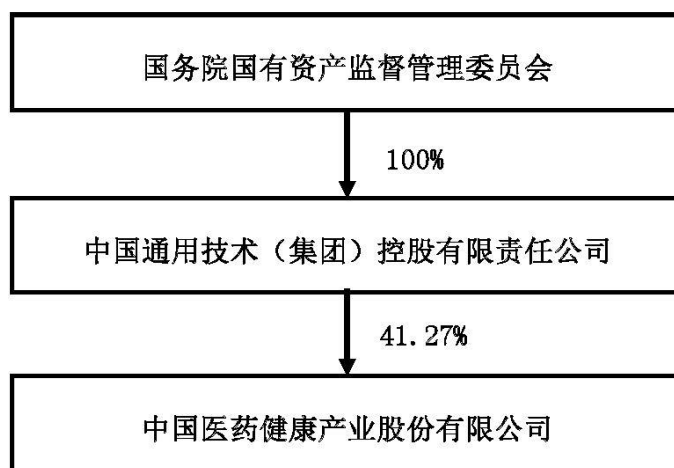 国务院国有资产监督管理委员会
100%
中国通用技术（集团）控股有限责任公司
41.27%
中国医药健康产业股份有限公司